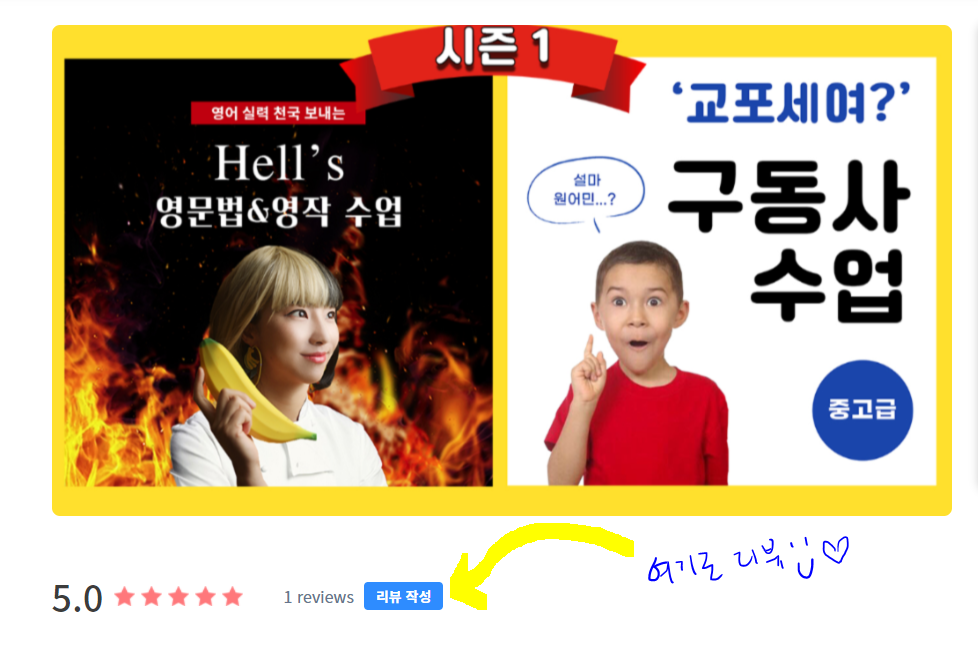 시즌 1
영어 실력 천국 보내는
Hell's
영문법&영작 수업
'교포세여?'
설마
원어민...?
구동사
수업
중고급
여기로 리뷰
5.0
1 reviews
리뷰 작성